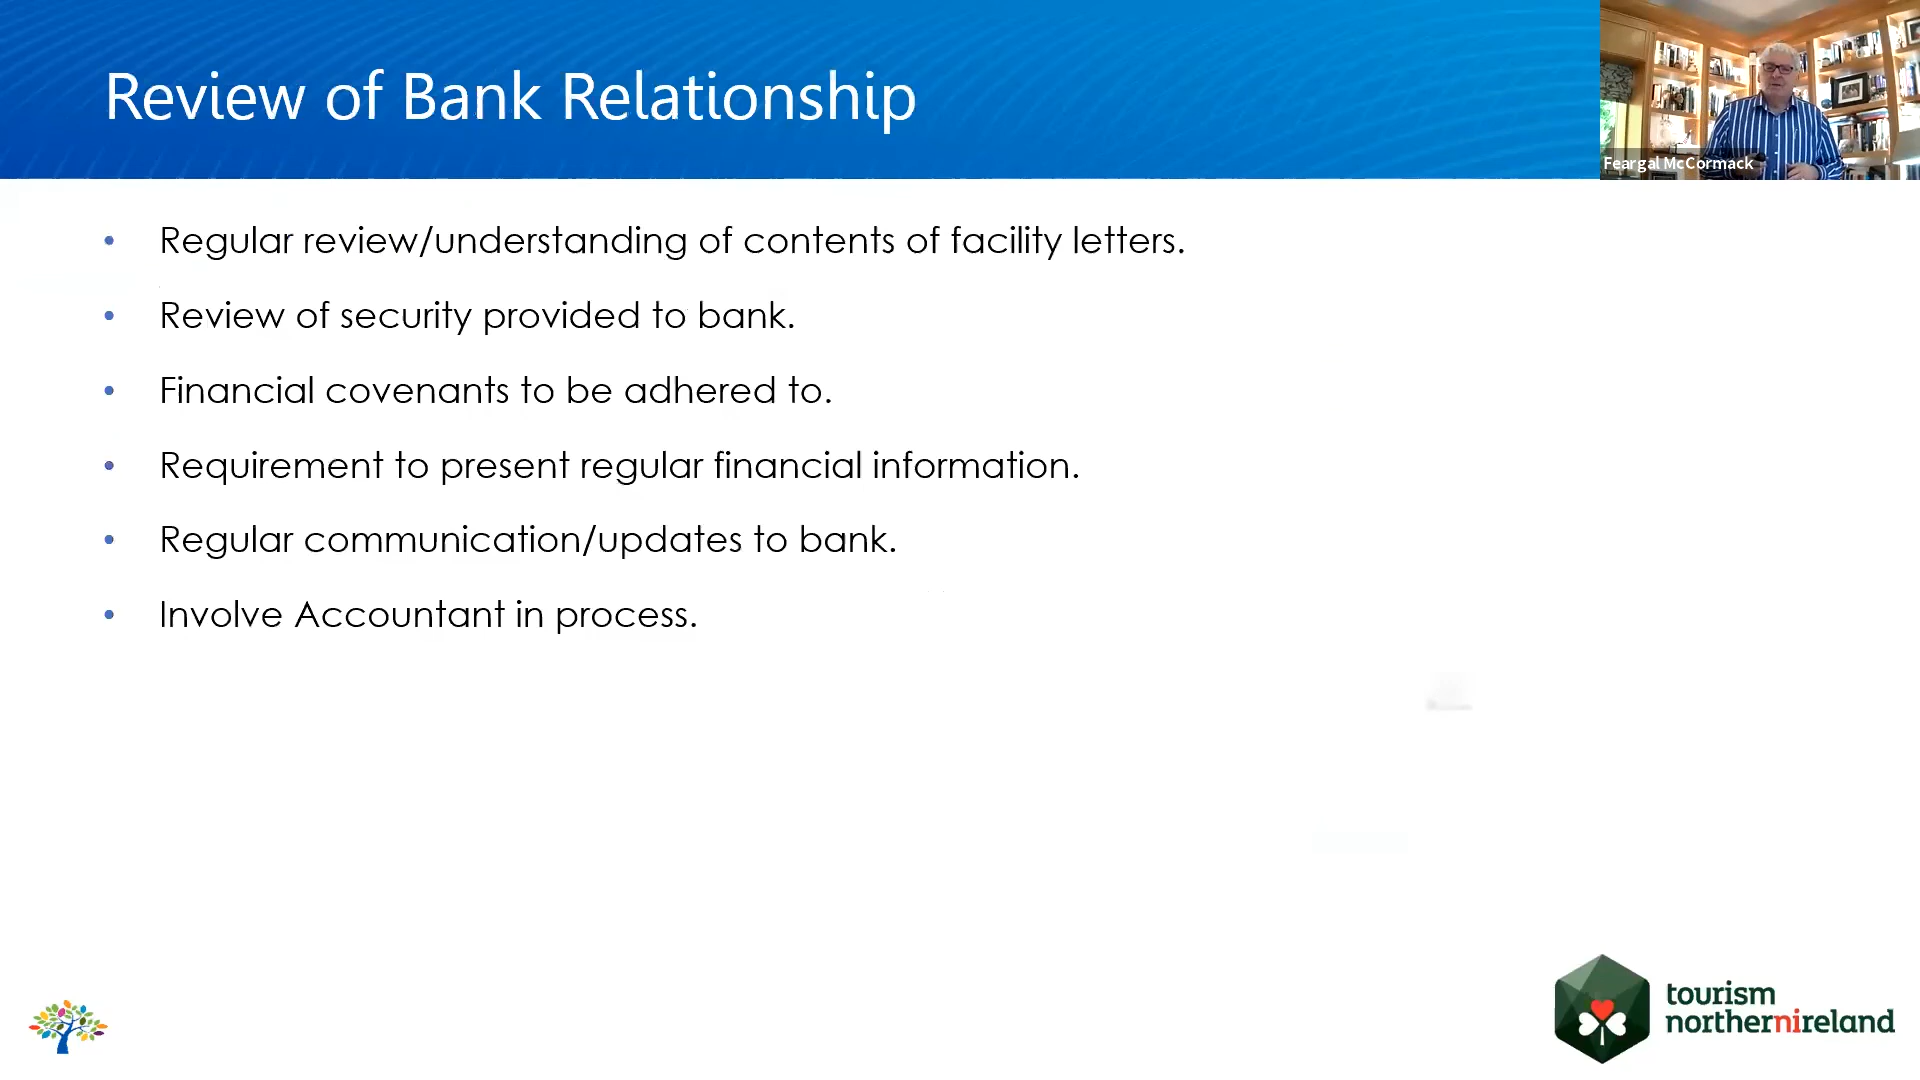 Review of Bank Relationship
Feargal McCormack
• Regular review/understanding of contents of facility letters.
• Review of security provided to bank.
• Financial covenants to be adhered to.
• Requirement to present regular financial information.
• Regular communication/updates to bank.
• Involve Accountant in process.
tourism
northernireland